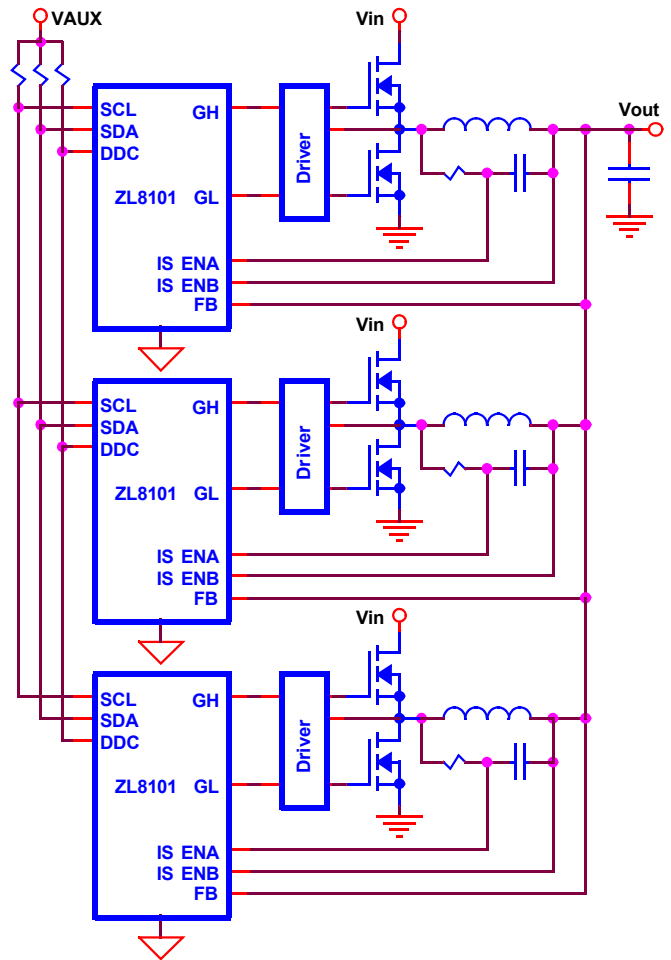 VAUX
Vin
SCL
GH
SDA
DDC
Driver
Vout
ZL8101
GL
IS ENA
IS ENB
FB
Vin
SCL
GH
SDA
DDC
Driver
ZL8101
GL
IS ENA
IS ENB
FB
Vin
SCL
GH
SDA
DDC
Driver
ZL8101
GL
IS ENA
IS ENB
FB